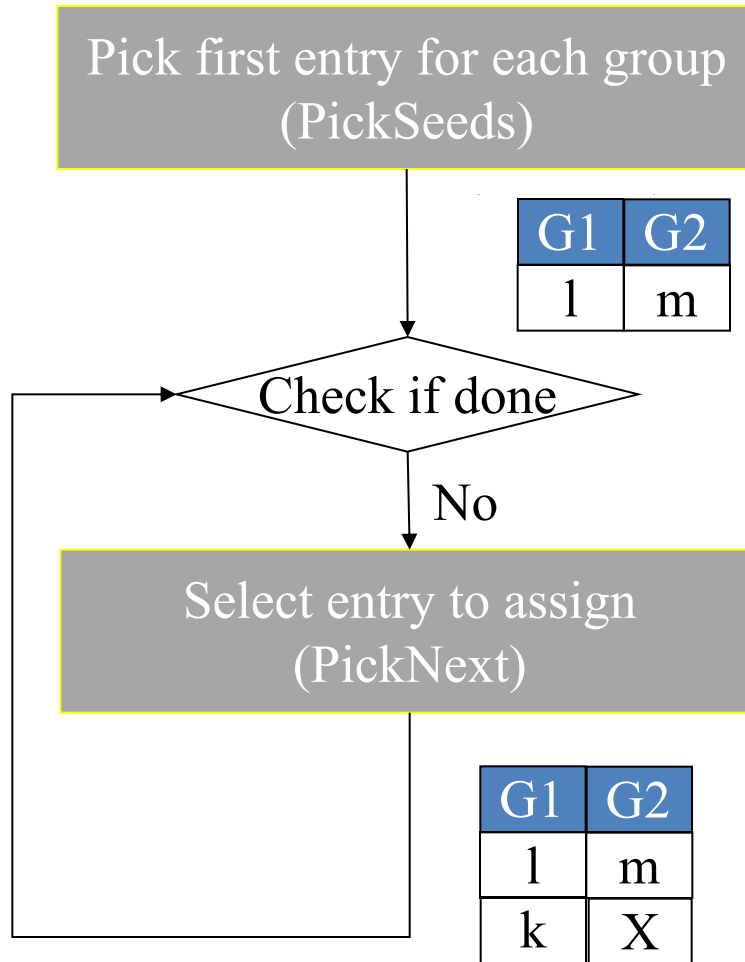 Pick first entry for each group
(PickSeeds)
G1 G2
l m
Check if done
No
Select entry to assign
(PickNext)
G1 G2
l m
k X